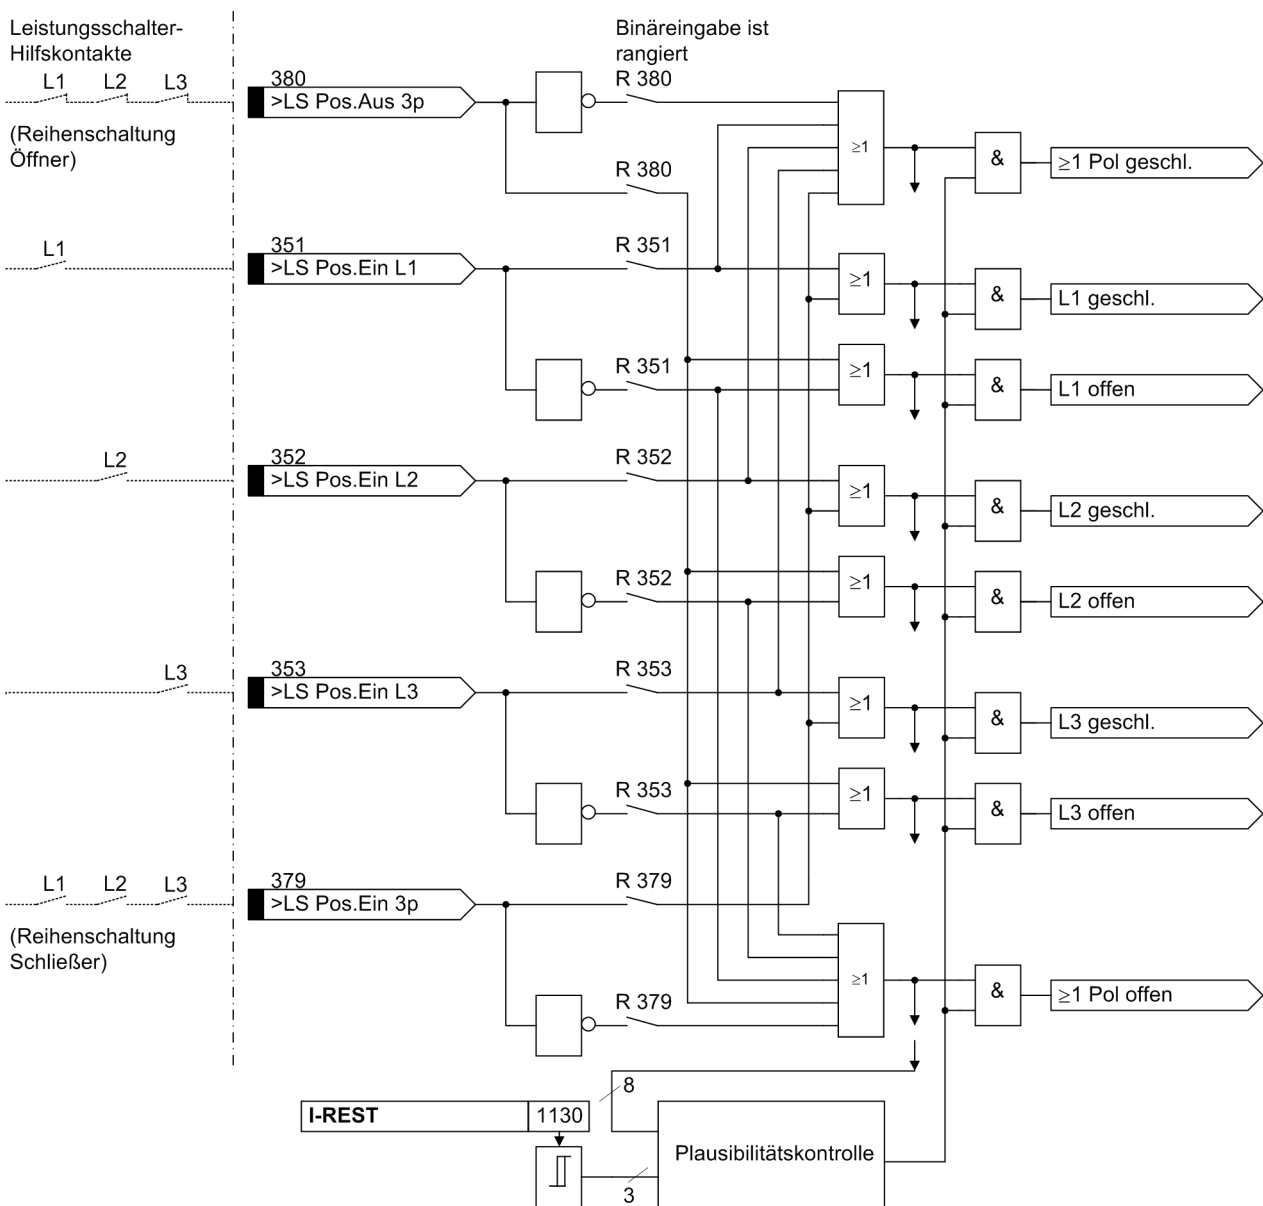 Leistungsschalter-
Hilfskontakte
Binäreingabe ist
rangiert
L1 L2 L3
380
>LS Pos.Aus 3p
R 380
(Reihenschaltung
Öffner)
≥1
&
≥1 Pol geschl.
R 380
L1
351
>LS Pos.Ein L1
R 351
≥1
&
L1 geschl.
R 351
≥1
&
L1 offen
L2
352
>LS Pos.Ein L2
R 352
≥1
&
L2 geschl.
R 352
≥1
&
L2 offen
L3
353
>LS Pos.Ein L3
R 353
≥1
&
L3 geschl.
R 353
≥1
&
L3 offen
L1 L2 L3
379
>LS Pos.Ein 3p
R 379
(Reihenschaltung
Schließer)
≥1
&
≥1 Pol offen
R 379
8
I-REST 1130
Plausibilitätskontrolle
3